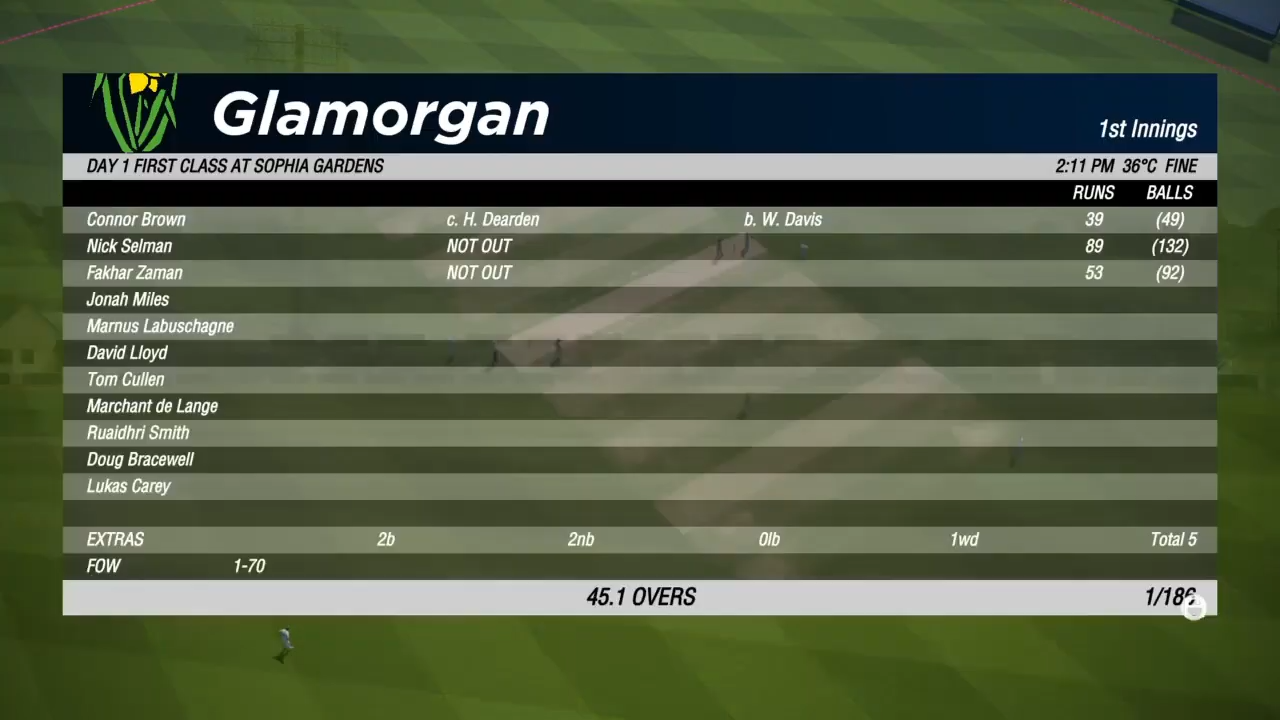 Glamorgan
1st Innings
DAY 1 FIRST CLASS AT SOPHIA GARDENS 2:11 PM 36°C FINE
RUNS BALLS
Connor Brown c. H. Dearden b. W. Davis 39 (49)
Nick Selman NOT OUT 89 (132)
Fakhar Zaman NOT OUT 53 (92)
Jonah Miles
Marnus Labuschagne
David Lloyd
Tom Cullen
Marchant de Lange
Ruaidhri Smith
Doug Bracewell
Lukas Carey
EXTRAS 2b 2nb 0lb 1wd Total 5
FOW 1-70
45.1 OVERS 1/186